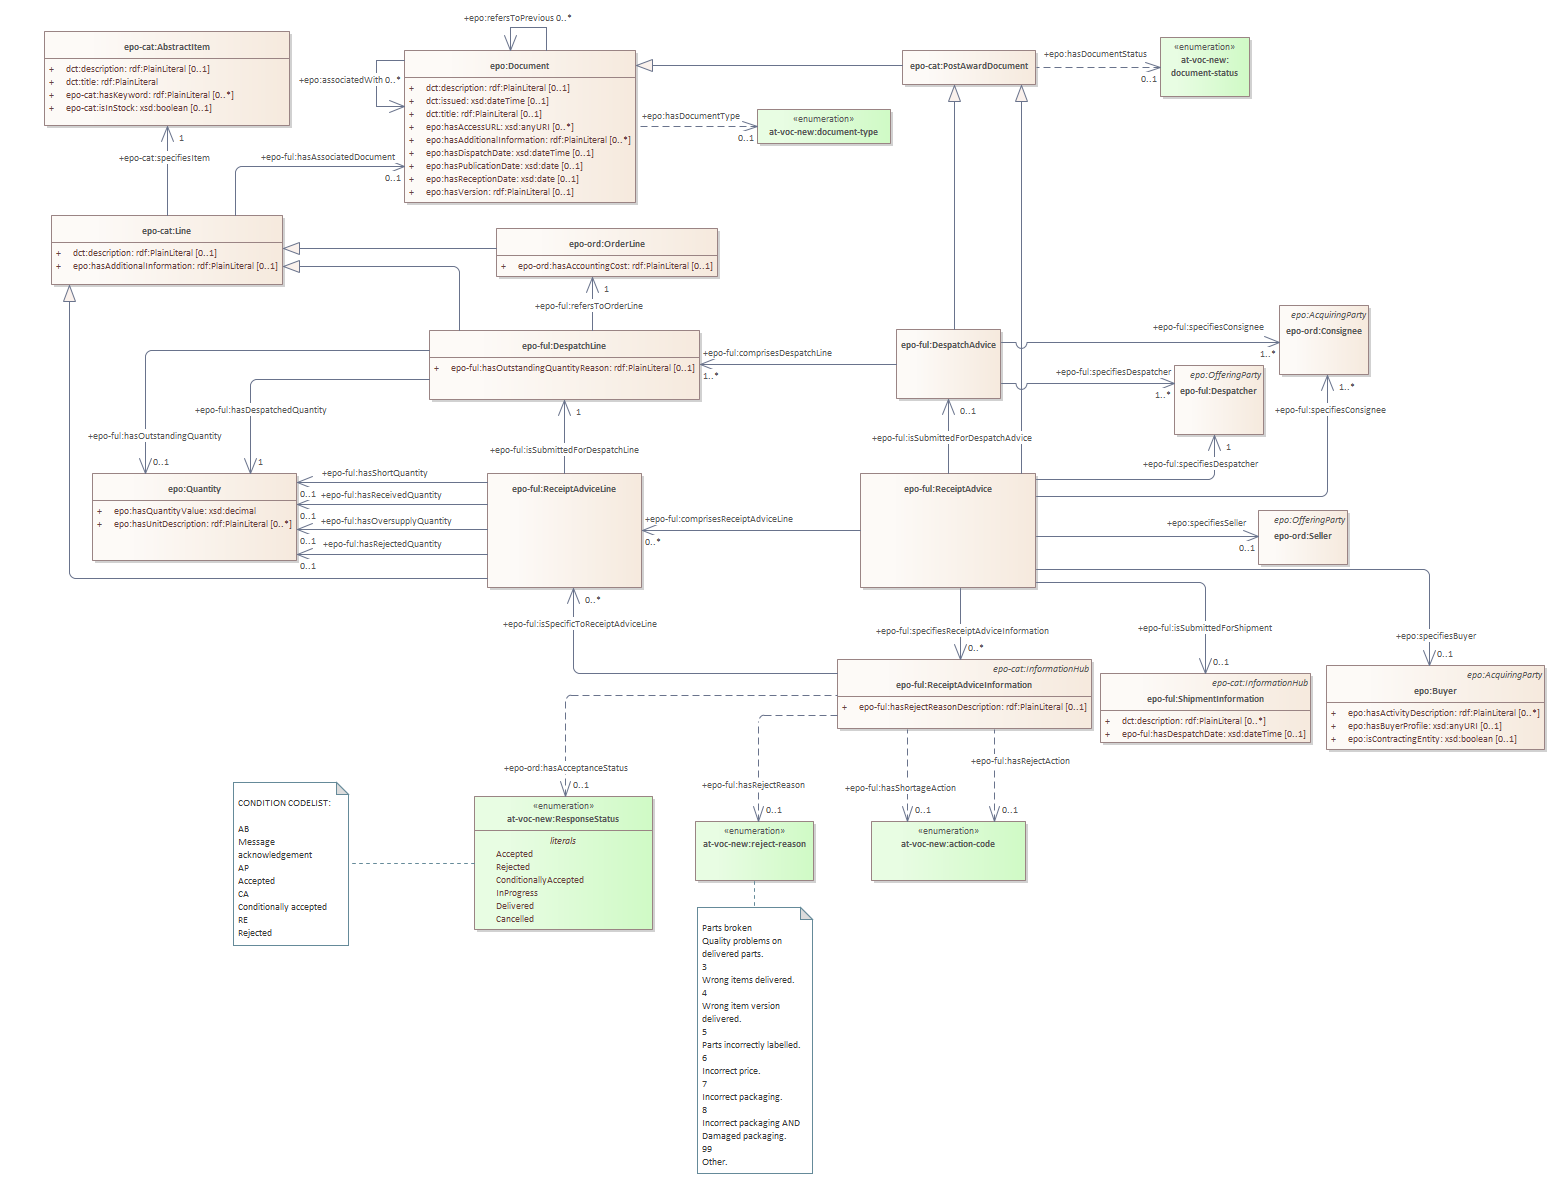 +epo:refersToPrevious 0..*
epo-cat:AbstractItem
+ dct:description: rdf:PlainLiteral [0..1]
+ dct:title: rdf:PlainLiteral
+ epo-cat:hasKeyword: rdf:PlainLiteral [0..*]
+ epo-cat:isInStock: xsd:boolean [0..1]
+epo:associatedWith 0..*
epo:Document
+ dct:description: rdf:PlainLiteral [0..1]
+ dct:issued: xsd:dateTime [0..1]
+ dct:title: rdf:PlainLiteral [0..1]
+ epo:hasAccessURL: xsd:anyURI [0..*]
+ epo:hasAdditionalInformation: rdf:PlainLiteral [0..*]
+ epo:hasDispatchDate: xsd:dateTime [0..1]
+ epo:hasPublicationDate: xsd:date [0..1]
+ epo:hasReceptionDate: xsd:date [0..1]
+ epo:hasVersion: rdf:PlainLiteral [0..1]
epo-cat:PostAwardDocument
+epo:hasDocumentStatus
0..1
«enumeration»
at-voc-new:
document-status
+epo:hasDocumentType
0..1
«enumeration»
at-voc-new:document-type
1
+epo-cat:specifiesItem
+epo-ful:hasAssociatedDocument
0..1
epo-cat:Line
+ dct:description: rdf:PlainLiteral [0..1]
+ epo:hasAdditionalInformation: rdf:PlainLiteral [0..1]
epo-ord:OrderLine
+ epo-ord:hasAccountingCost: rdf:PlainLiteral [0..1]
1
+epo-ful:refersToOrderLine
epo-ful:DespatchLine
+ epo-ful:hasOutstandingQuantityReason: rdf:PlainLiteral [0..1]
+epo-ful:comprisesDespatchLine
1..*
epo-ful:DespatchAdvice
+epo-ful:specifiesConsignee
1..*
epo:AcquiringParty
epo-ord:Consignee
+epo-ful:specifiesDespatcher
1..*
epo:OfferingParty
epo-ful:Despatcher
1..*
+epo-ful:specifiesConsignee
+epo-ful:hasDespatchedQuantity
+epo-ful:hasOutstandingQuantity
0..1
1
1
+epo-ful:isSubmittedForDespatchLine
0..1
+epo-ful:isSubmittedForDespatchAdvice
1
+epo-ful:specifiesDespatcher
epo:Quantity
+ epo:hasQuantityValue: xsd:decimal
+ epo:hasUnitDescription: rdf:PlainLiteral [0..*]
+epo-ful:hasShortQuantity
0..1
+epo-ful:hasReceivedQuantity
0..1
+epo-ful:hasOversupplyQuantity
0..1
+epo-ful:hasRejectedQuantity
0..1
epo-ful:ReceiptAdviceLine
+epo-ful:comprisesReceiptAdviceLine
0..*
epo-ful:ReceiptAdvice
+epo:specifiesSeller
0..1
epo:OfferingParty
epo-ord:Seller
0..*
+epo-ful:isSpecificToReceiptAdviceLine
+epo-ful:specifiesReceiptAdviceInformation
0..*
+epo-ful:isSubmittedForShipment
0..1
+epo:specifiesBuyer
0..1
epo-cat:InformationHub
epo-ful:ReceiptAdviceInformation
+ epo-ful:hasRejectReasonDescription: rdf:PlainLiteral [0..1]
epo-cat:InformationHub
epo-ful:ShipmentInformation
+ dct:description: rdf:PlainLiteral [0..*]
+ epo-ful:hasDespatchDate: xsd:dateTime [0..1]
epo:AcquiringParty
epo:Buyer
+ epo:hasActivityDescription: rdf:PlainLiteral [0..*]
+ epo:hasBuyerProfile: xsd:anyURI [0..1]
+ epo:isContractingEntity: xsd:boolean [0..1]
+epo-ord:hasAcceptanceStatus
0..1
+epo-ful:hasRejectReason
0..1
+epo-ful:hasShortageAction
0..1
+epo-ful:hasRejectAction
0..1
CONDITION CODELIST:
AB
Message
acknowledgement
AP
Accepted
CA
Conditionally accepted
RE
Rejected
«enumeration»
at-voc-new:ResponseStatus
literals
Accepted
Rejected
ConditionallyAccepted
InProgress
Delivered
Cancelled
«enumeration»
at-voc-new:reject-reason
«enumeration»
at-voc-new:action-code
Parts broken
Quality problems on
delivered parts.
3
Wrong items delivered.
4
Wrong item version
delivered.
5
Parts incorrectly labelled.
6
Incorrect price.
7
Incorrect packaging.
8
Incorrect packaging AND
Damaged packaging.
99
Other.